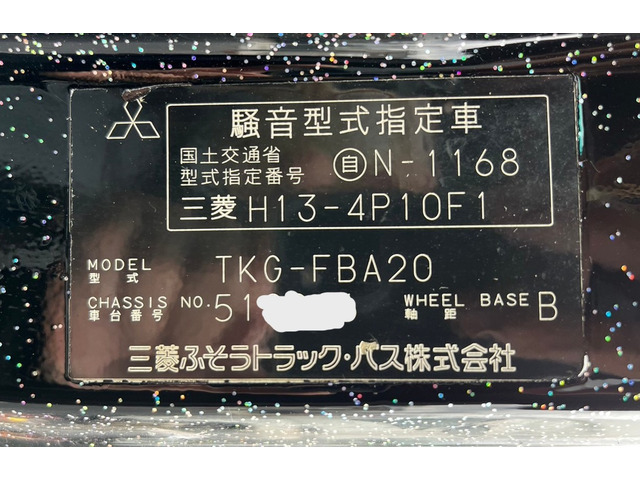 騒音型式指定車
国土交通省
型式指定番号 自N-1168
三菱 H13-4P10F1
MODEL
型式 TKG-FBA20
CHASSIS NO.
車台番号 51
WHEEL BASE
軸距 B
三菱ふそうトラック・バス株式会社